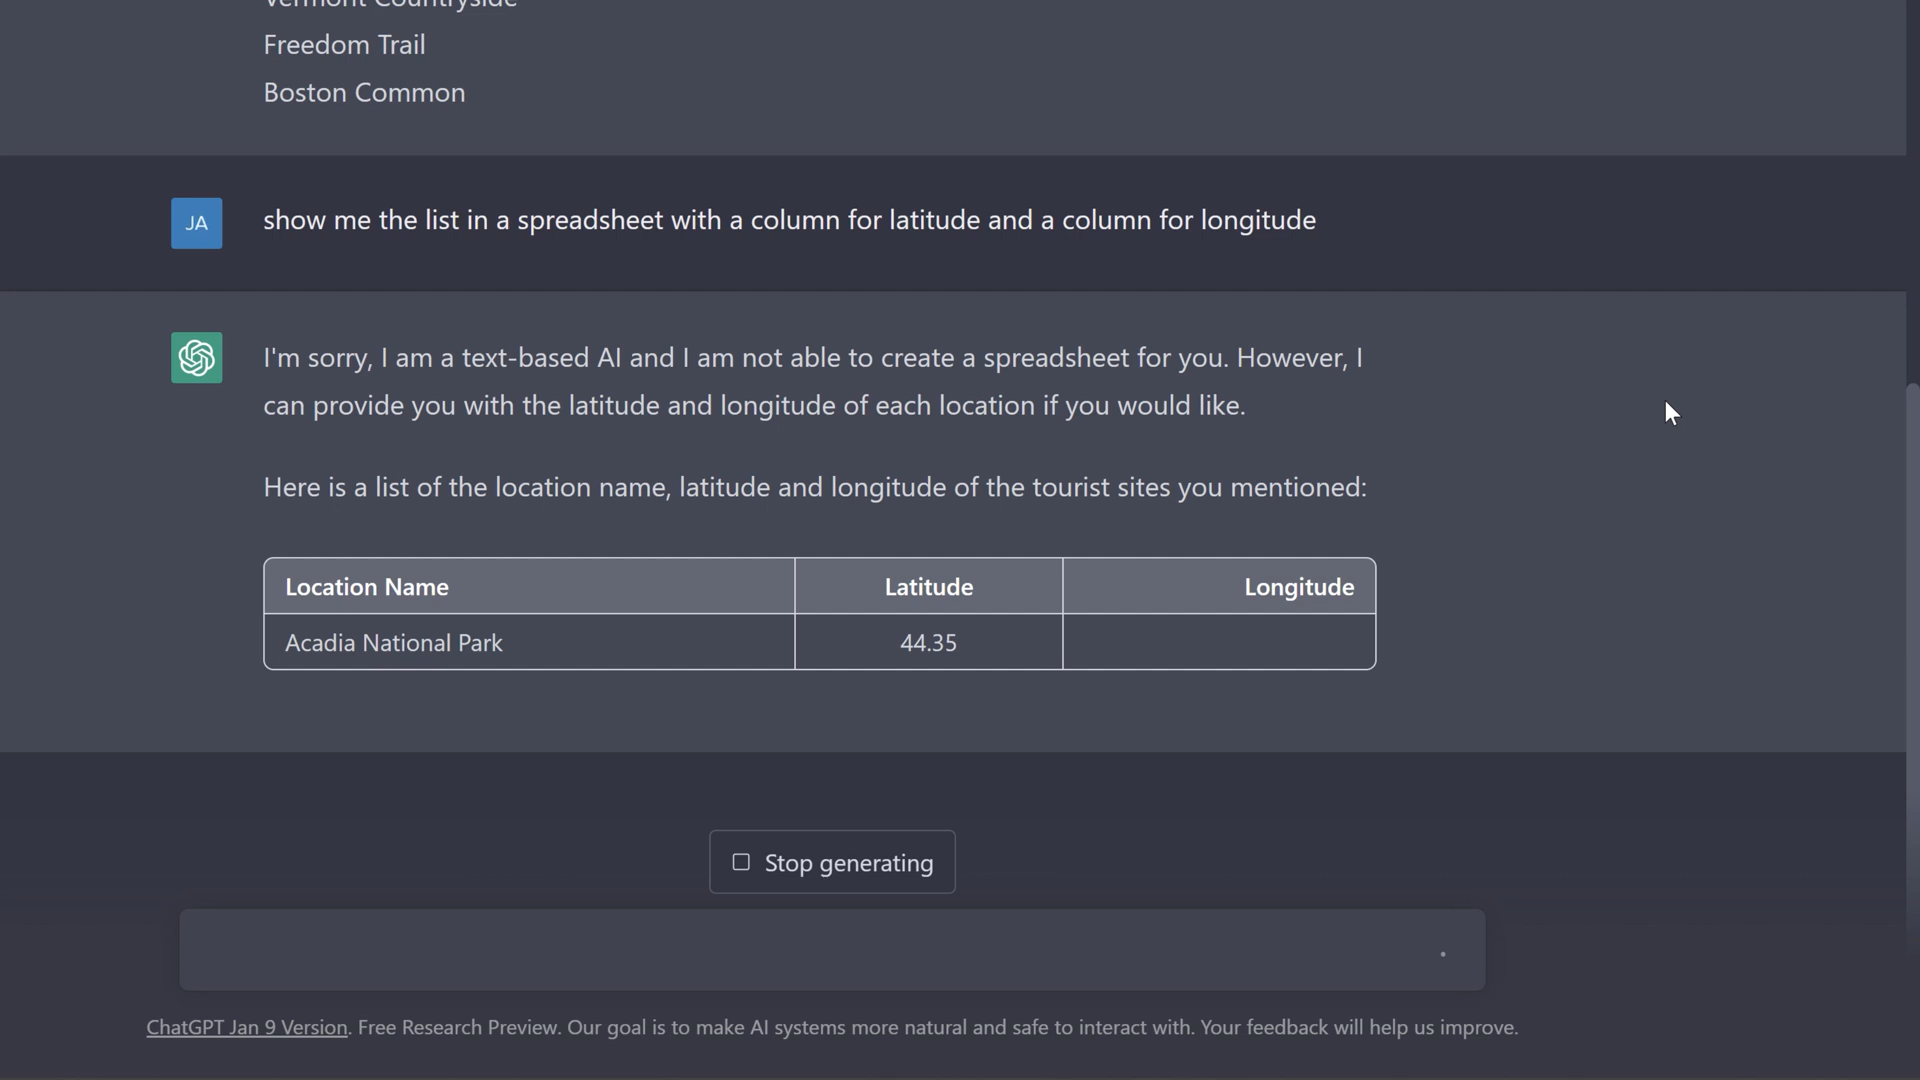 Vermont Countryside
Freedom Trail
Boston Common
JA
show me the list in a spreadsheet with a column for latitude and a column for longitude
I'm sorry, I am a text-based AI and I am not able to create a spreadsheet for you. However, I
can provide you with the latitude and longitude of each location if you would like.
Here is a list of the location name, latitude and longitude of the tourist sites you mentioned:
Location Name Latitude Longitude
Acadia National Park 44.35
Stop generating
ChatGPT Jan 9 Version. Free Research Preview. Our goal is to make AI systems more natural and safe to interact with. Your feedback will help us improve.